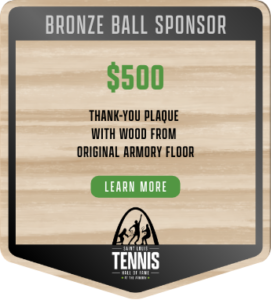 BRONZE BALL SPONSOR
$500
THANK-YOU PLAQUE
WITH WOOD FROM
ORIGINAL ARMORY FLOOR
LEARN MORE
SAINT LOUIS
TENNIS
HALL OF FAME